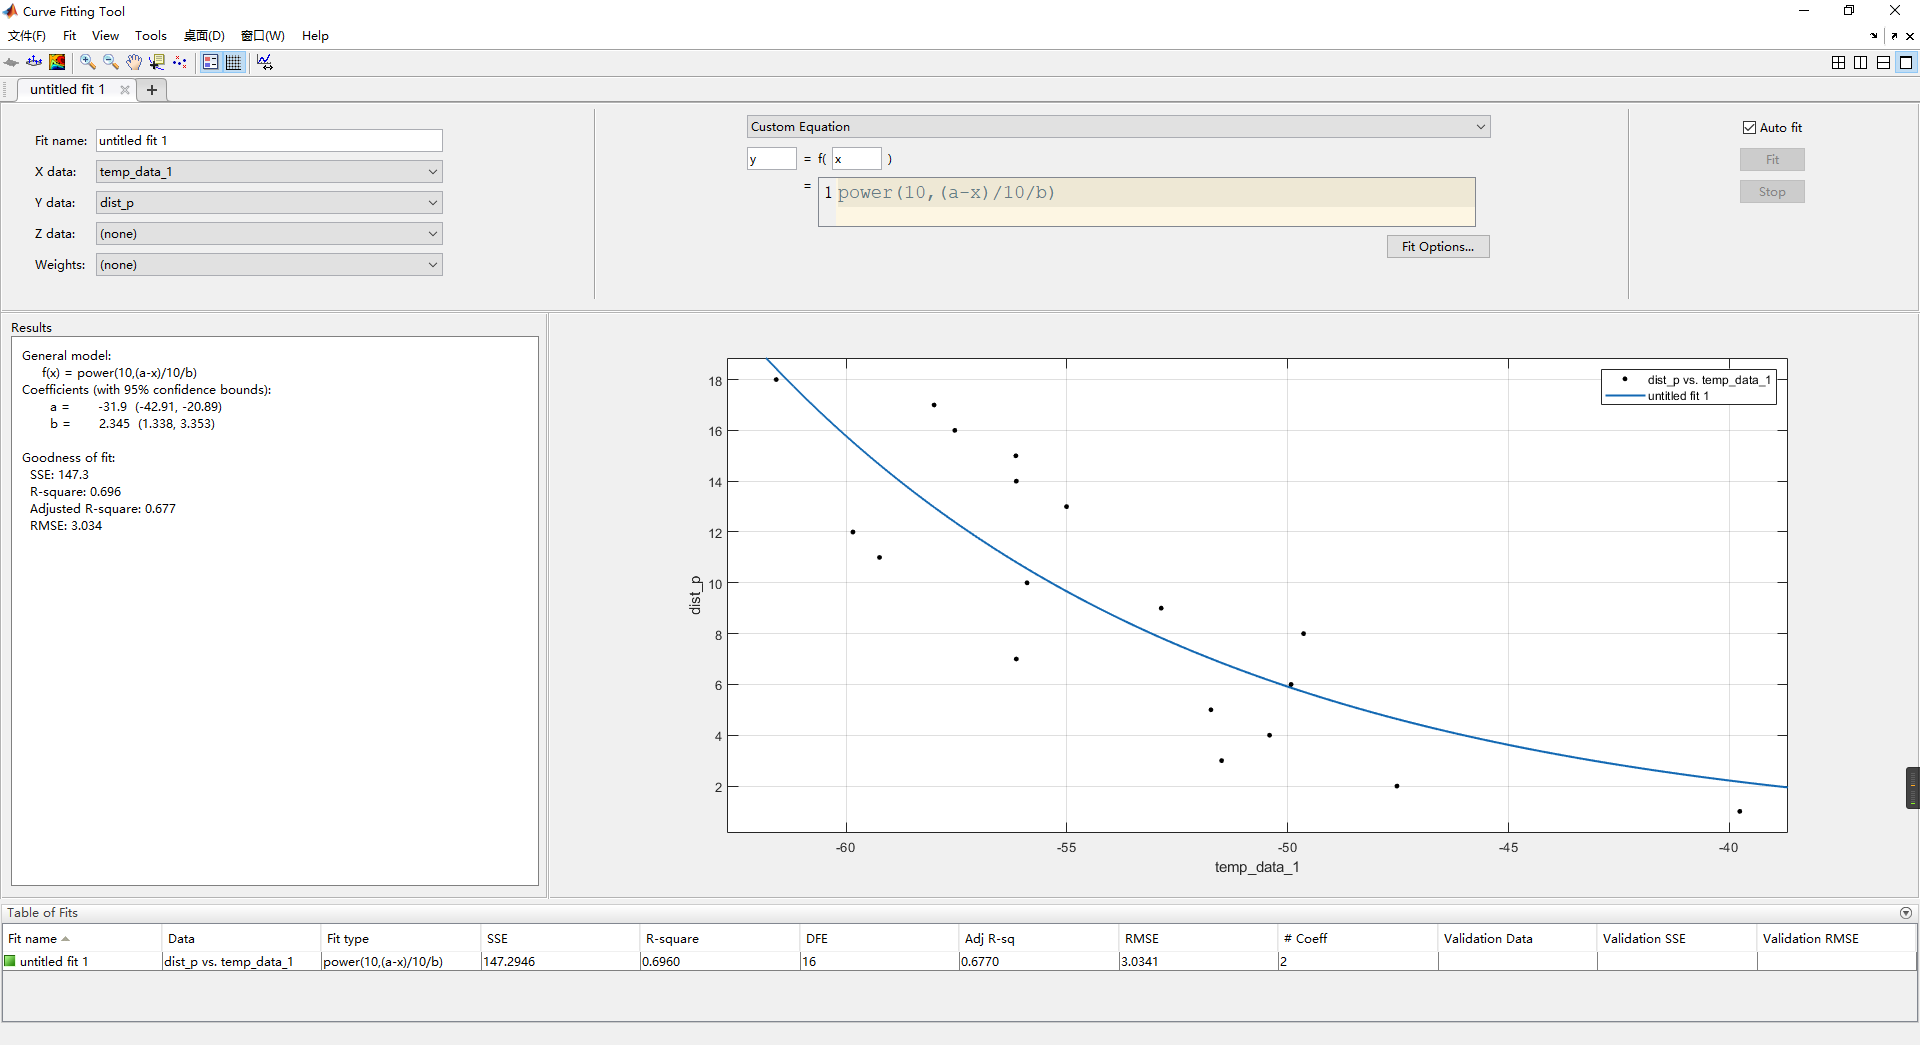 Curve Fitting Tool
文件(F) Fit View Tools 桌面(D) 窗口(W) Help
untitled fit 1
Fit name: untitled fit 1
X data: temp_data_1
Y data: dist_p
Z data: (none)
Weights: (none)
Custom Equation
y = f( x )
= 1 power(10,(a-x)/10/b)
Fit Options...
Auto fit
Fit
Stop
Results
General model:
f(x) = power(10,(a-x)/10/b)
Coefficients (with 95% confidence bounds):
a = -31.9 (-42.91, -20.89)
b = 2.345 (1.338, 3.353)
Goodness of fit:
SSE: 147.3
R-square: 0.696
Adjusted R-square: 0.677
RMSE: 3.034
dist_p vs. temp_data_1
untitled fit 1
18
16
14
12
10
8
6
4
2
dist_p
-60 -55 -50 -45 -40
temp_data_1
Table of Fits
Fit name Data Fit type SSE R-square DFE Adj R-sq RMSE # Coeff Validation Data Validation SSE Validation RMSE
untitled fit 1 dist_p vs. temp_data_1 power(10,(a-x)/10/b) 147.2946 0.6960 16 0.6770 3.0341 2